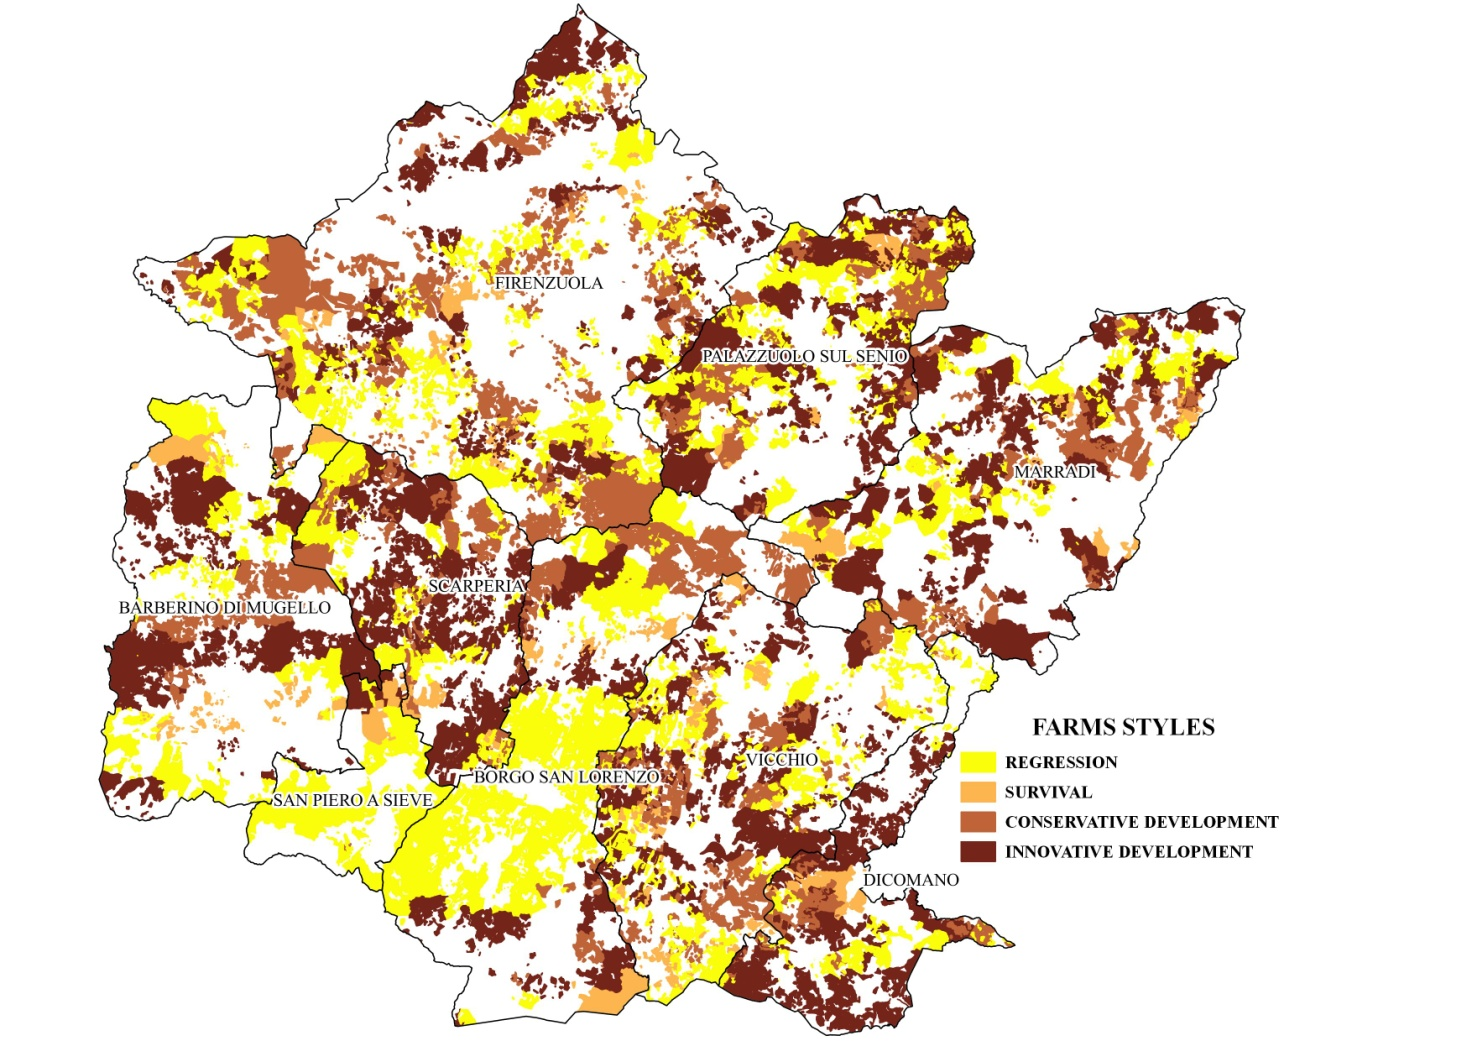 FIRENZUOLA
PALAZZUOLO SUL SENIO
MARRADI
SCARPERIA
BARBERINO DI MUGELLO
VICCHIO
BORGO SAN LORENZO
SAN PIERO A SIEVE
DICOMANO
FARMS STYLES
REGRESSION
SURVIVAL
CONSERVATIVE DEVELOPMENT
INNOVATIVE DEVELOPMENT